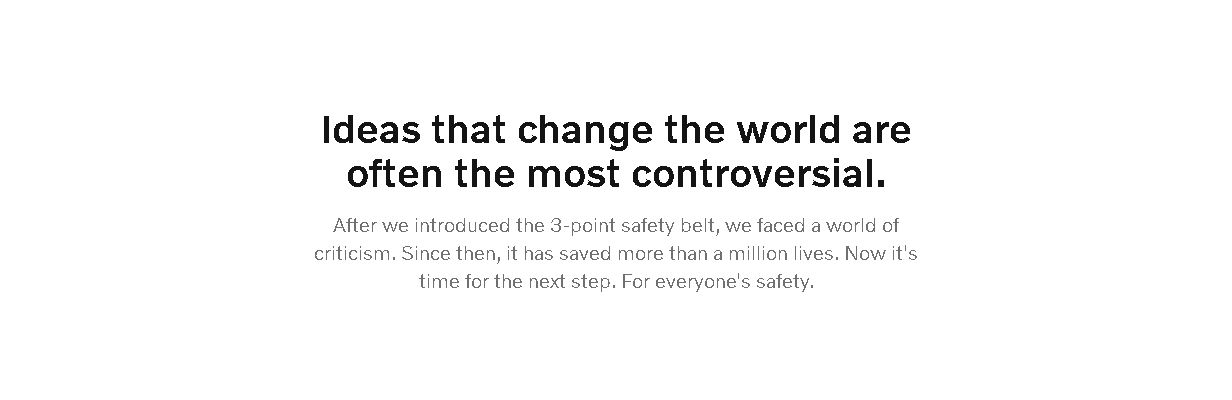 Ideas that change the world are
often the most controversial.
After we introduced the 3-point safety belt, we faced a world of
criticism. Since then, it has saved more than a million lives. Now it's
time for the next step. For everyone's safety.